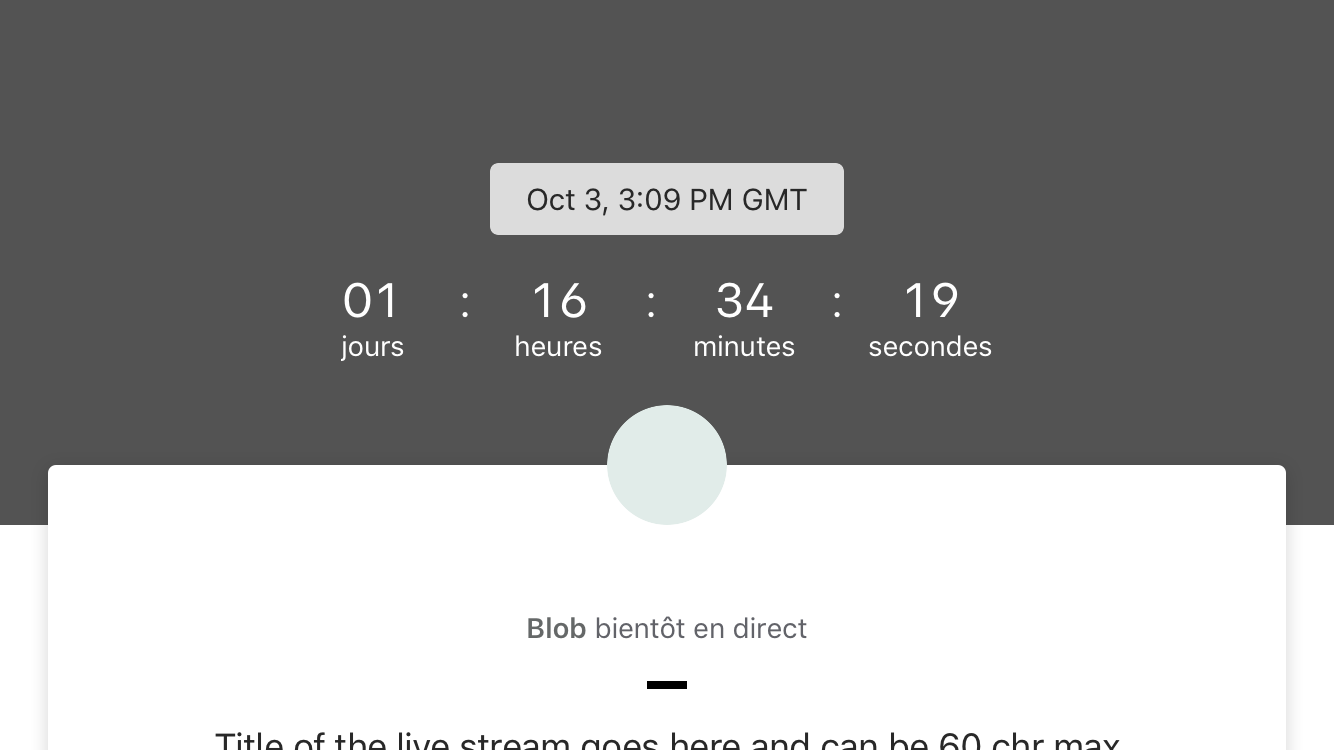 Oct 3, 3:09 PM GMT
01 : 16 : 34 : 19
jours heures minutes secondes
Blob bientôt en direct
Title of the live stream goes here and can be 60 chr max